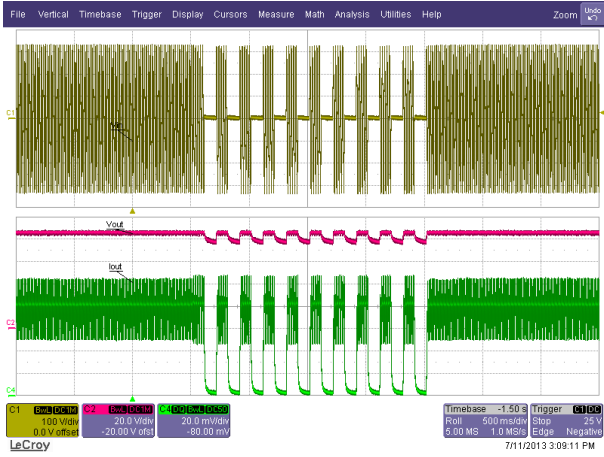 File Vertical Timebase Trigger Display Cursors Measure Math Analysis Utilities Help Zoom Undo
C1
Vout
Iout
C2
C4
C1 BwL DC1M C2 BwL DC1M C4 DQ BwL DC50 Timebase -1.50 s Trigger C1 DC
100 V/div 20.0 V/div 20.0 mV/div Roll 500 ms/div Stop 25 V
0.0 V offset -20.00 V ofst -80.00 mV 5.00 MS 1.0 MS/s Edge Negative
LeCroy 7/11/2013 3:09:11 PM